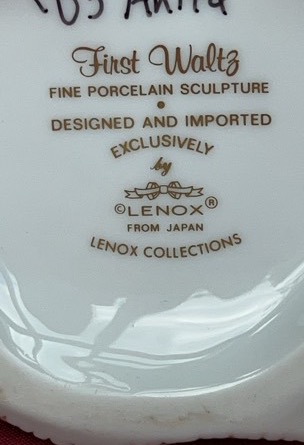 First Waltz
FINE PORCELAIN SCULPTURE
•
DESIGNED AND IMPORTED
EXCLUSIVELY
by
©LENOX®
FROM JAPAN
LENOX COLLECTIONS